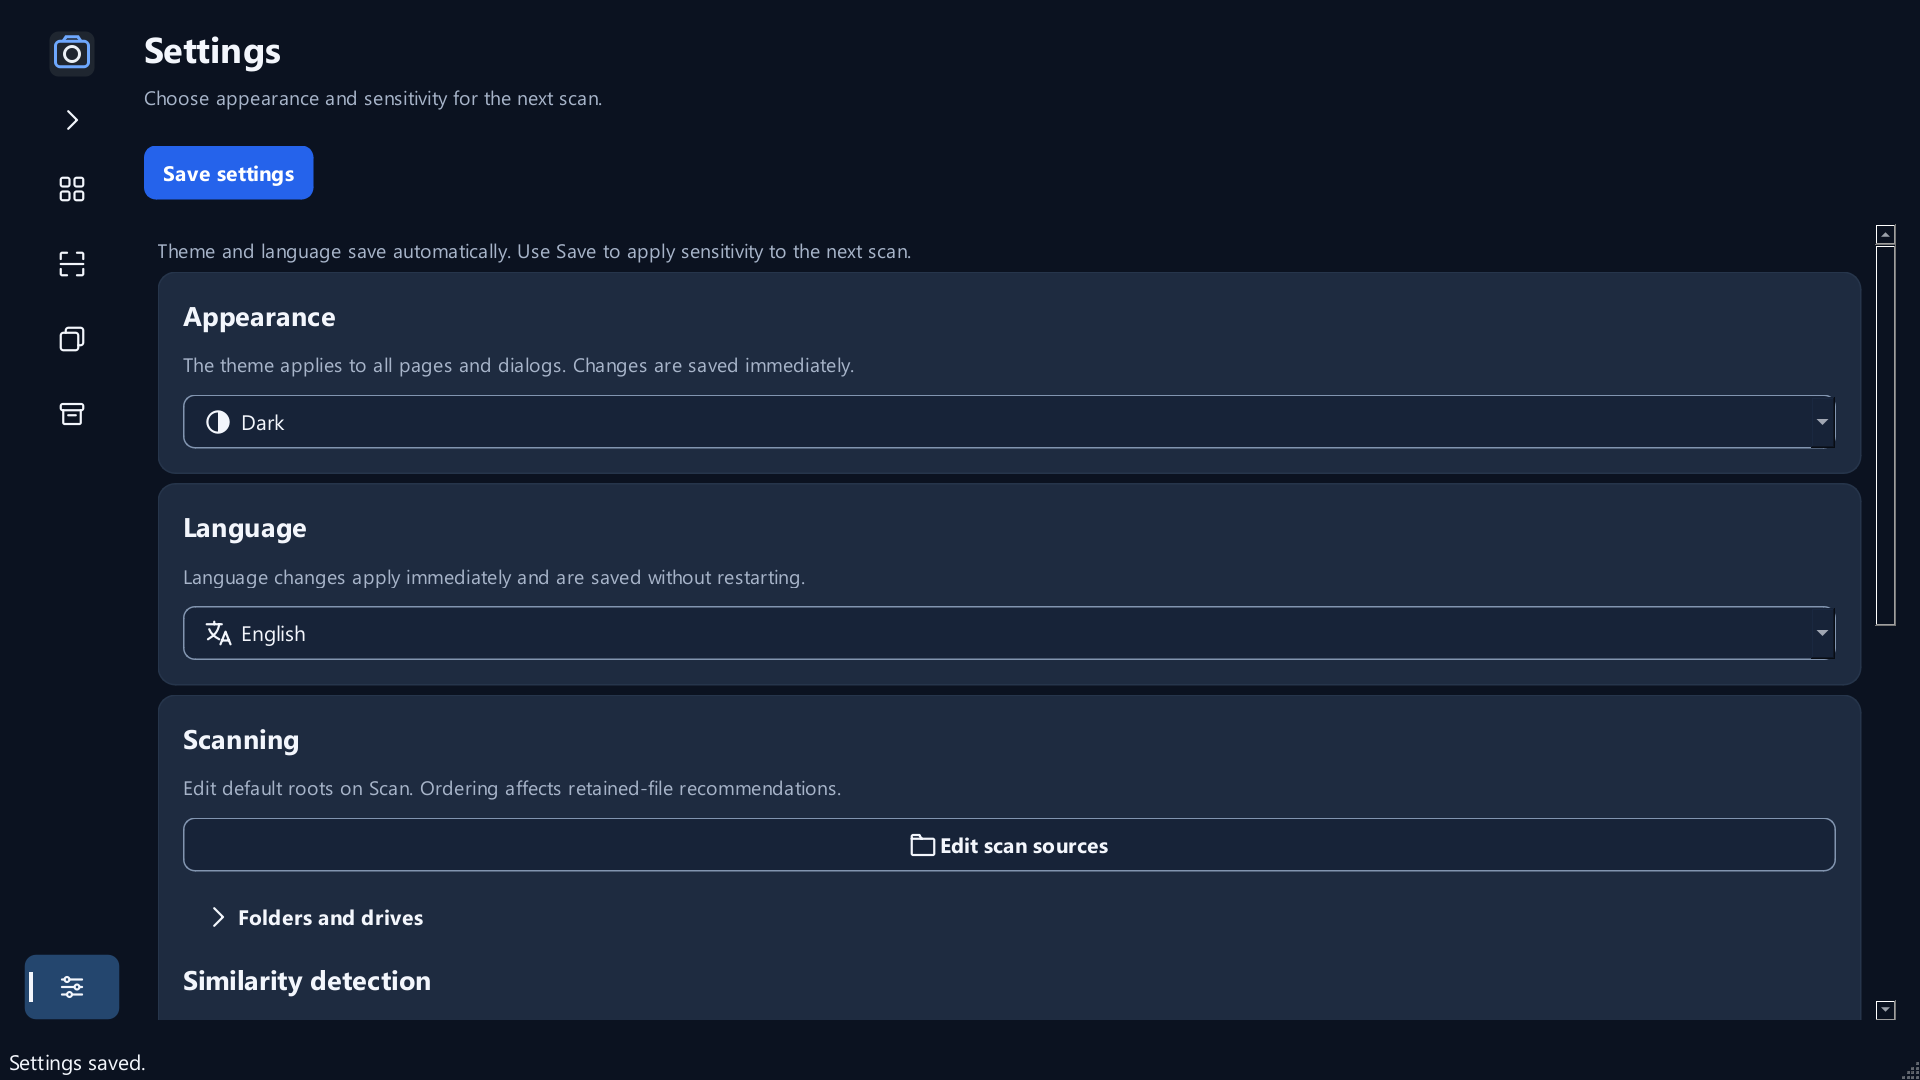 Settings
Choose appearance and sensitivity for the next scan.
Save settings
Theme and language save automatically. Use Save to apply sensitivity to the next scan.
Appearance
The theme applies to all pages and dialogs. Changes are saved immediately.
Dark
Language
Language changes apply immediately and are saved without restarting.
English
Scanning
Edit default roots on Scan. Ordering affects retained-file recommendations.
Edit scan sources
Folders and drives
Similarity detection
Settings saved.